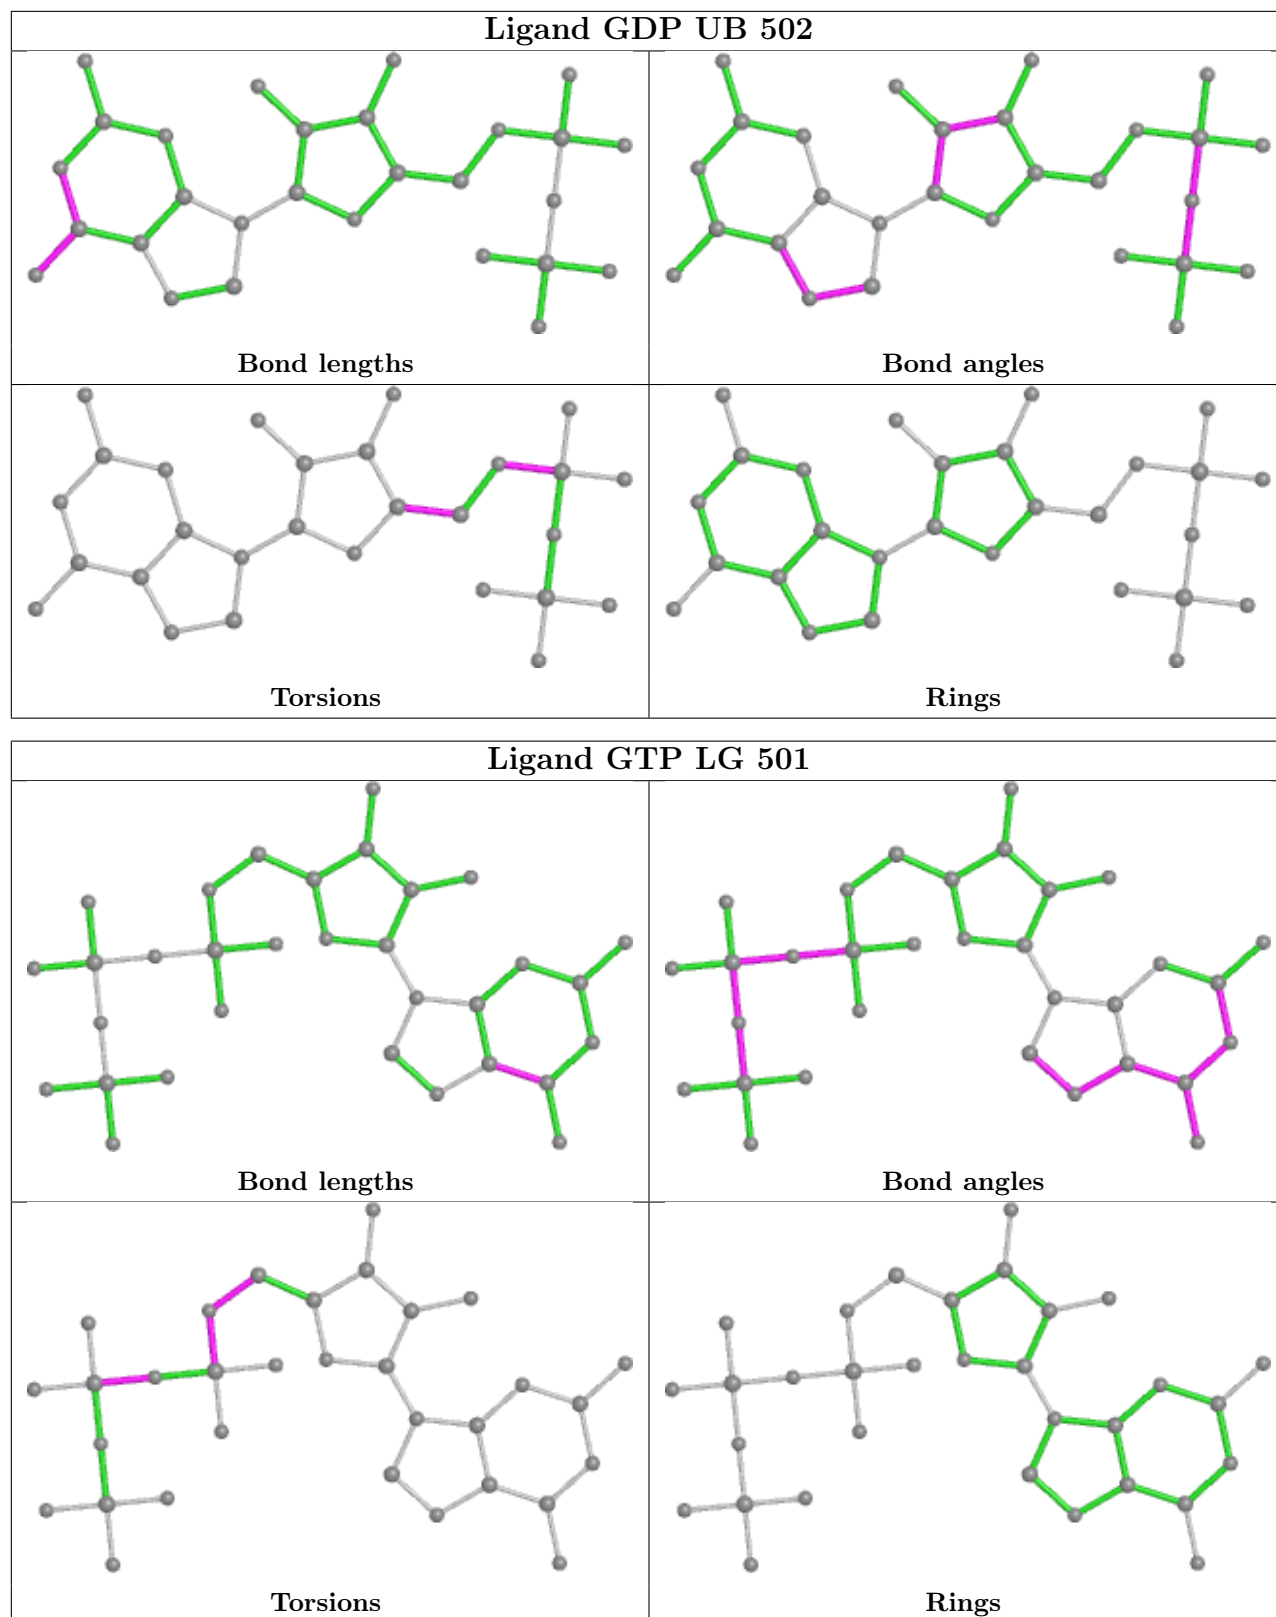 Ligand GDP UB 502
Bond lengths
Bond angles
Torsions
Rings
Ligand GTP LG 501
Bond lengths
Bond angles
Torsions
Rings